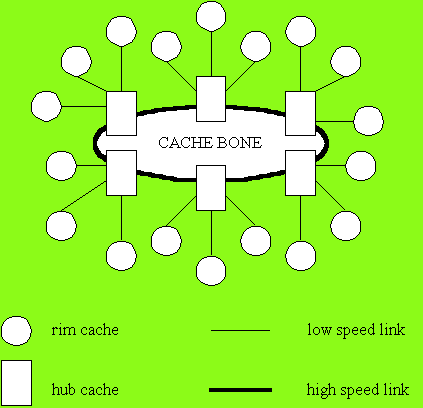 CACHE BONE
rim cache
low speed link
hub cache
high speed link